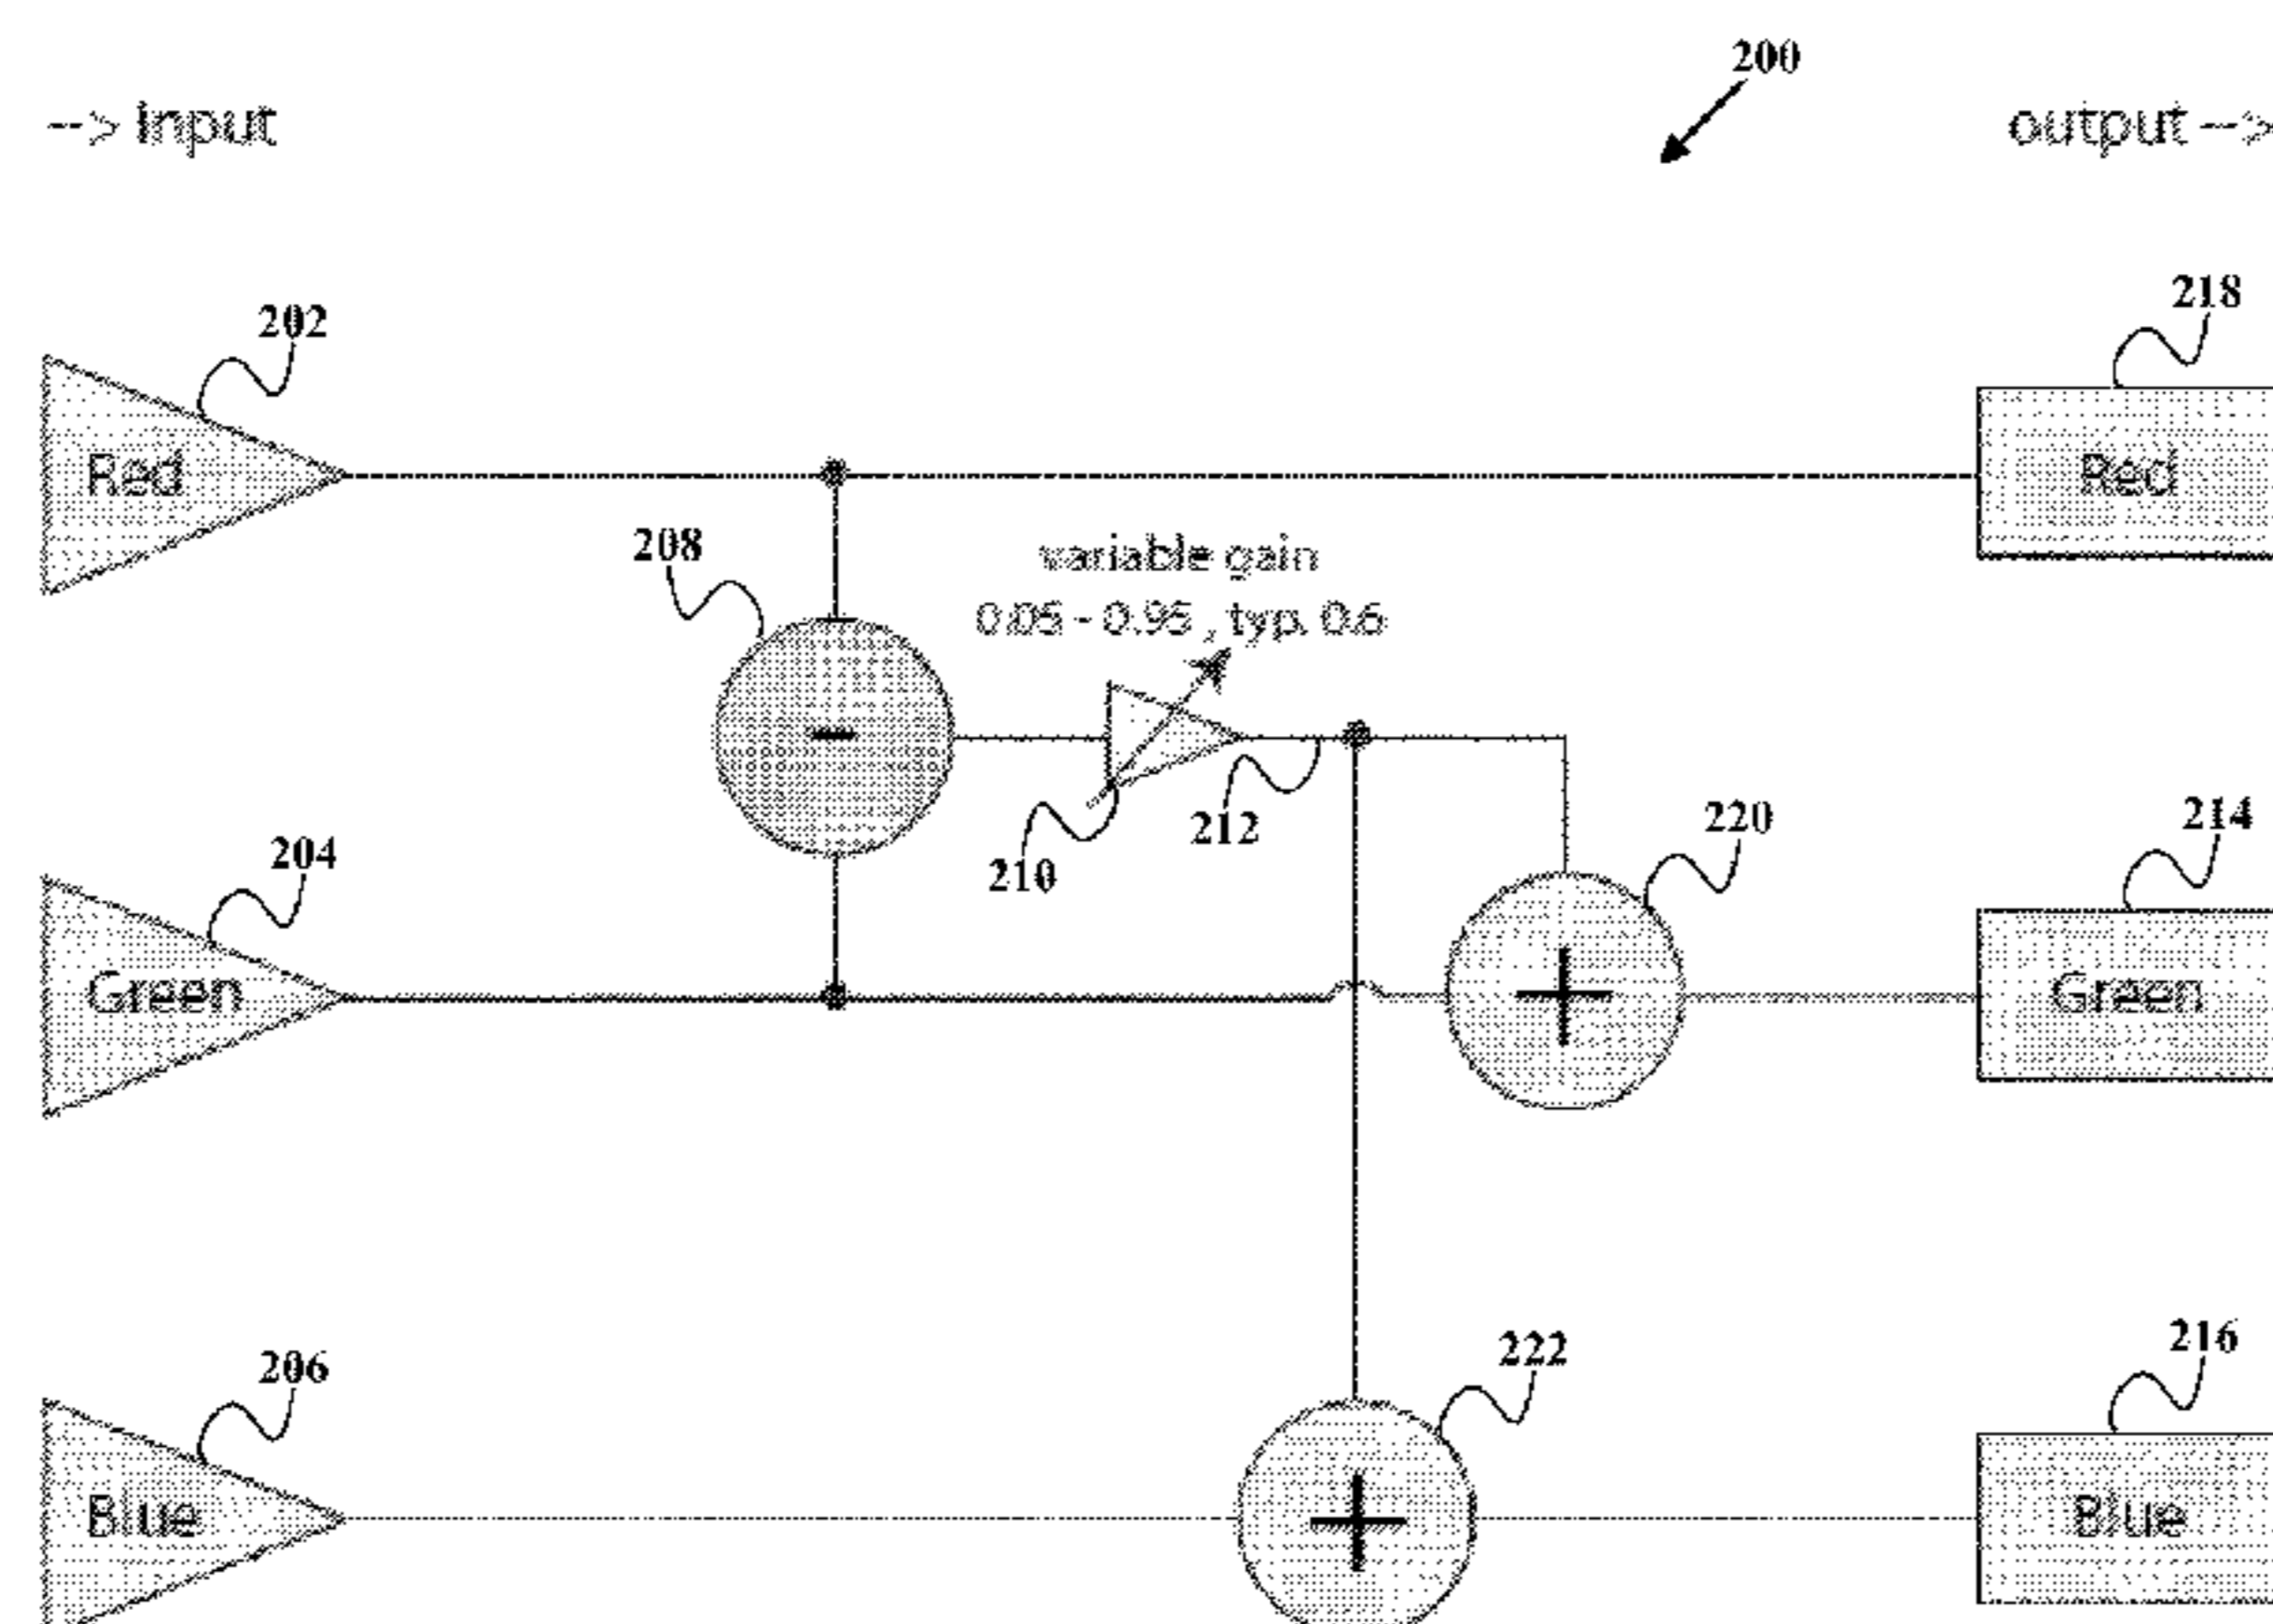 200
--> input
output -->
202
218
Red
Red
208
variable gain
0.05 - 0.95 , typ. 0.6
210
212
204
220
214
Green
Green
206
222
216
Blue
Blue